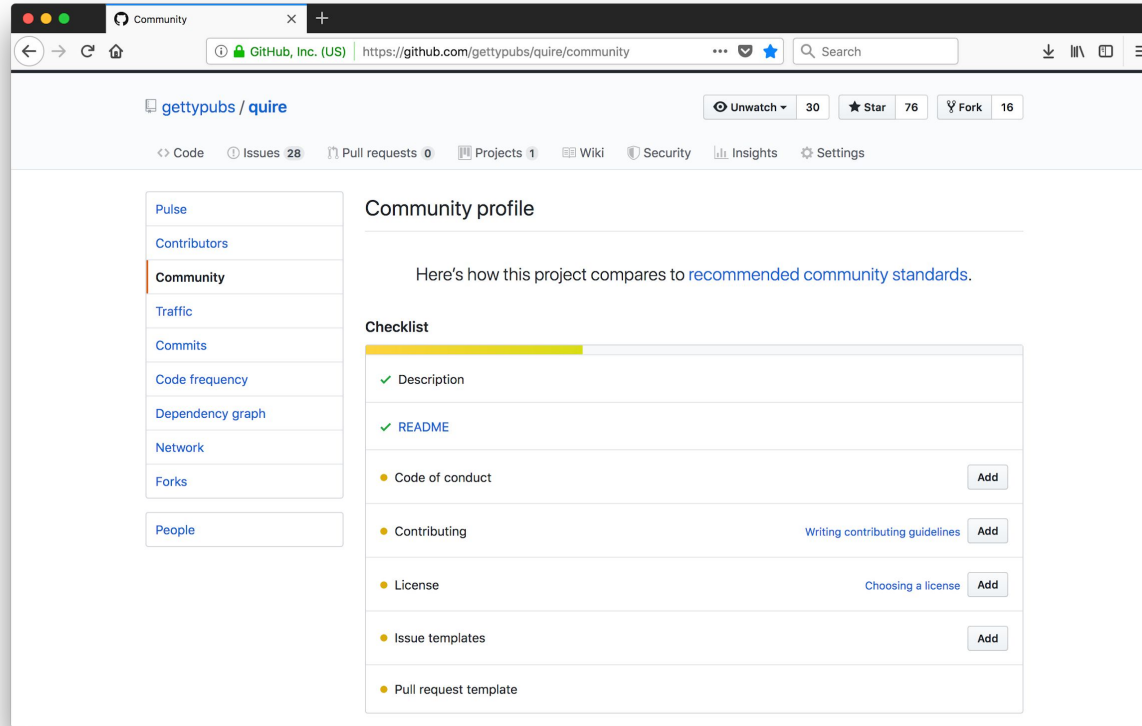 Community
GitHub, Inc. (US) https://github.com/gettypubs/quire/community Search
gettypubs / quire Unwatch 30 Star 76 Fork 16
Code Issues 28 Pull requests 0 Projects 1 Wiki Security Insights Settings
Pulse
Contributors
Community
Traffic
Commits
Code frequency
Dependency graph
Network
Forks
People
Community profile
Here's how this project compares to recommended community standards.
Checklist
Description
README
Code of conduct Add
Contributing Writing contributing guidelines Add
License Choosing a license Add
Issue templates Add
Pull request template